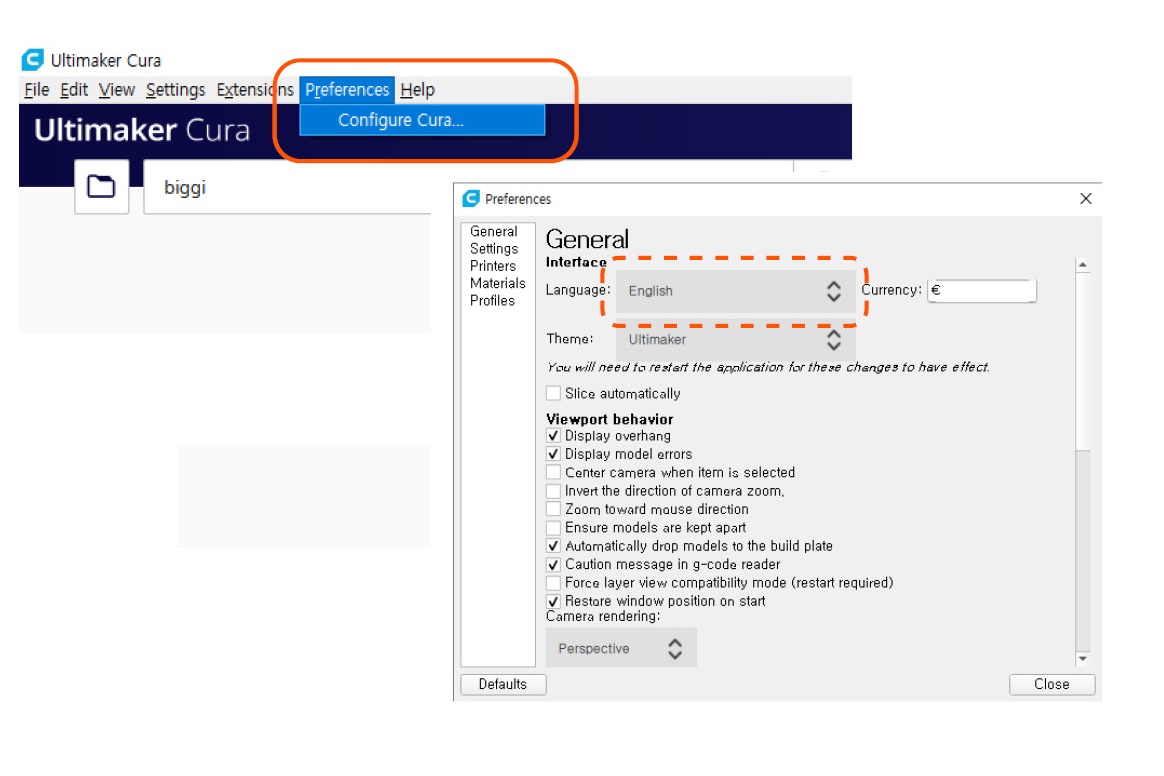 Ultimaker Cura
File Edit View Settings Extensions Preferences Help
Configure Cura...
Ultimaker Cura
biggi
Preferences
General
Settings
Printers
Materials
Profiles
General
Interface
Language: English Currency: €
Theme: Ultimaker
You will need to restart the application for these changes to have effect.
Slice automatically
Viewport behavior
Display overhang
Display model errors
Center camera when item is selected
Invert the direction of camera zoom.
Zoom toward mouse direction
Ensure models are kept apart
Automatically drop models to the build plate
Caution message in g-code reader
Force layer view compatibility mode (restart required)
Restore window position on start
Camera rendering:
Perspective
Defaults Close